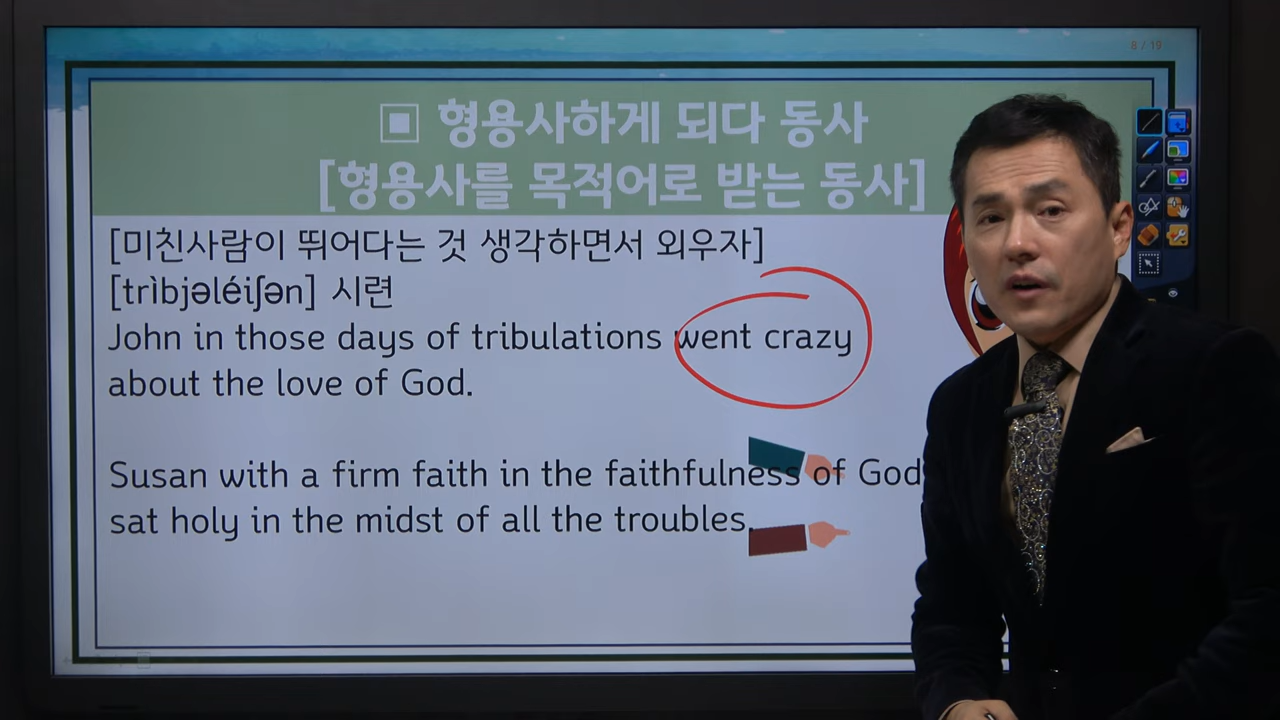 8 / 19
▣ 형용사하게 되다 동사
[형용사를 목적어로 받는 동사]
[미친사람이 뛰어다는 것 생각하면서 외우자]
[trìbjəléiʃən] 시련
John in those days of tribulations went crazy
about the love of God.
Susan with a firm faith in the faithfulness of God
sat holy in the midst of all the troubles.